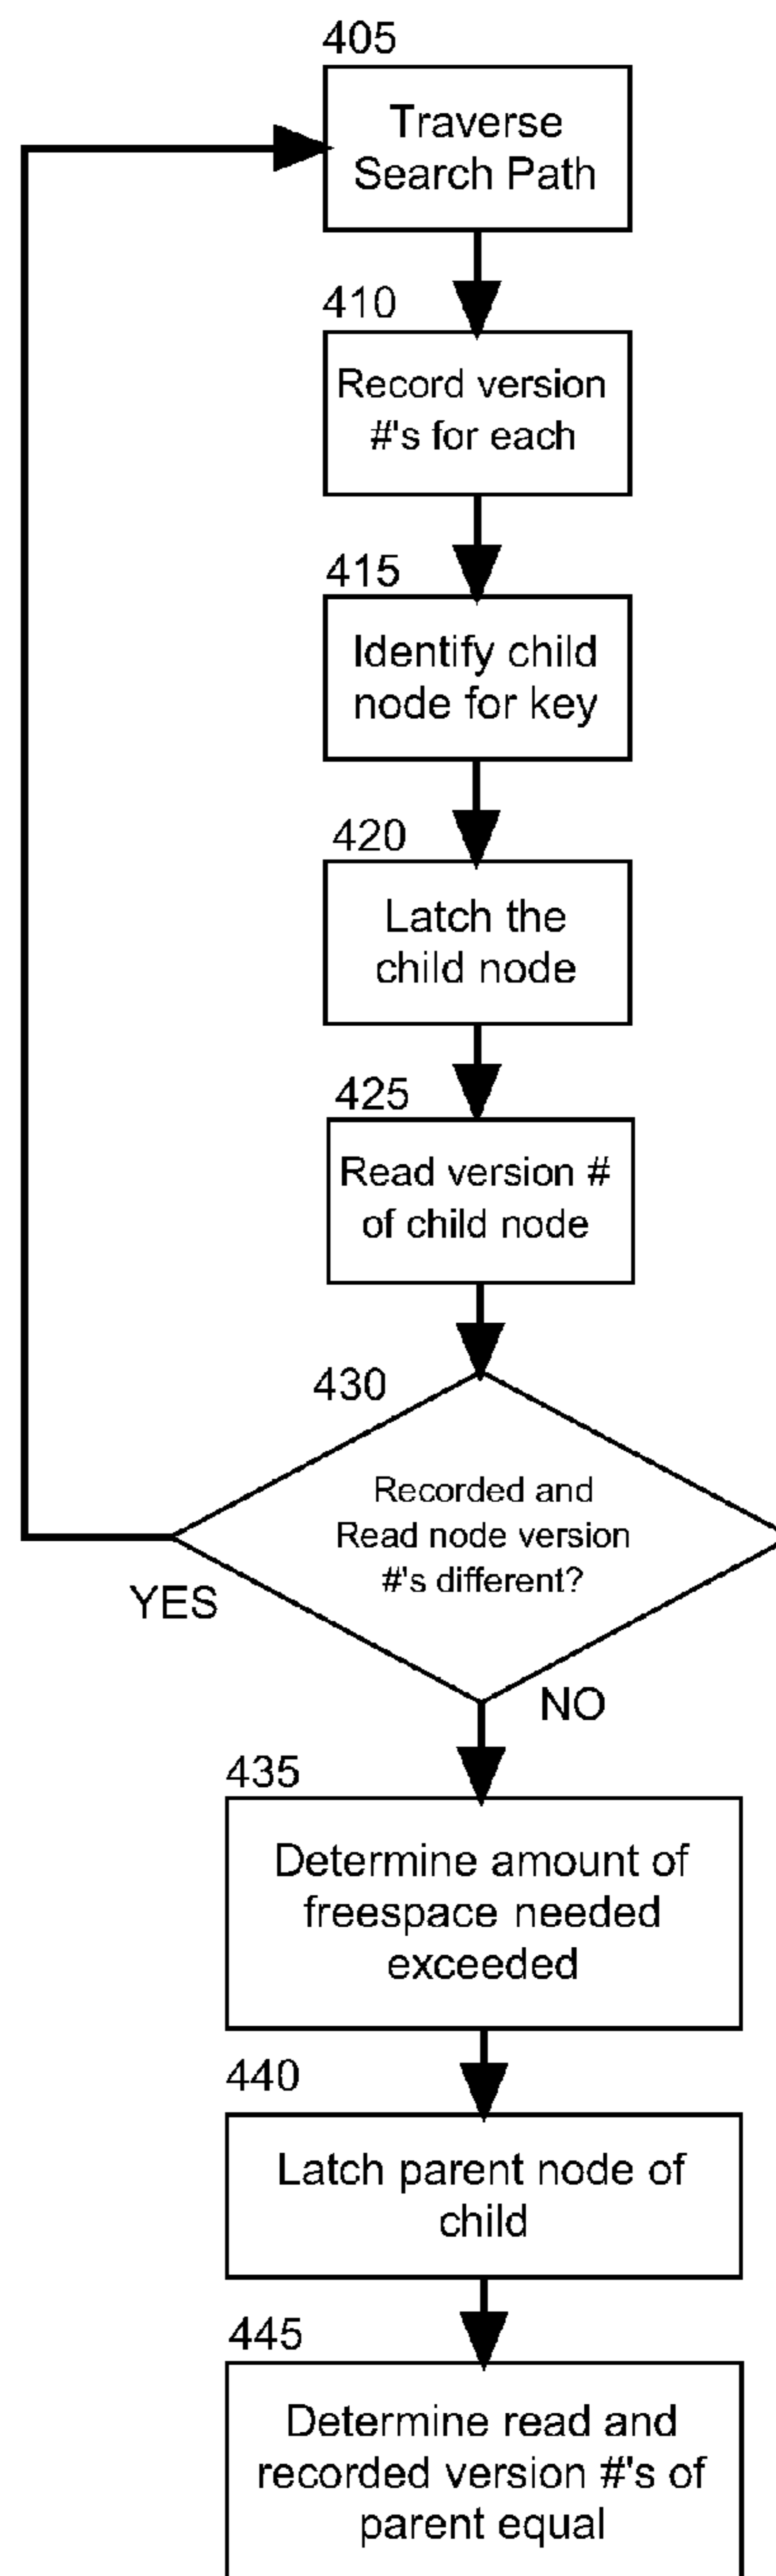 405
Traverse
Search Path
410
Record version
#'s for each
415
Identify child
node for key
420
Latch the
child node
425
Read version #
of child node
430
Recorded and
Read node version
#'s different?
YES
NO
435
Determine amount of
freespace needed
exceeded
440
Latch parent node of
child
445
Determine read and
recorded version #'s of
parent equal